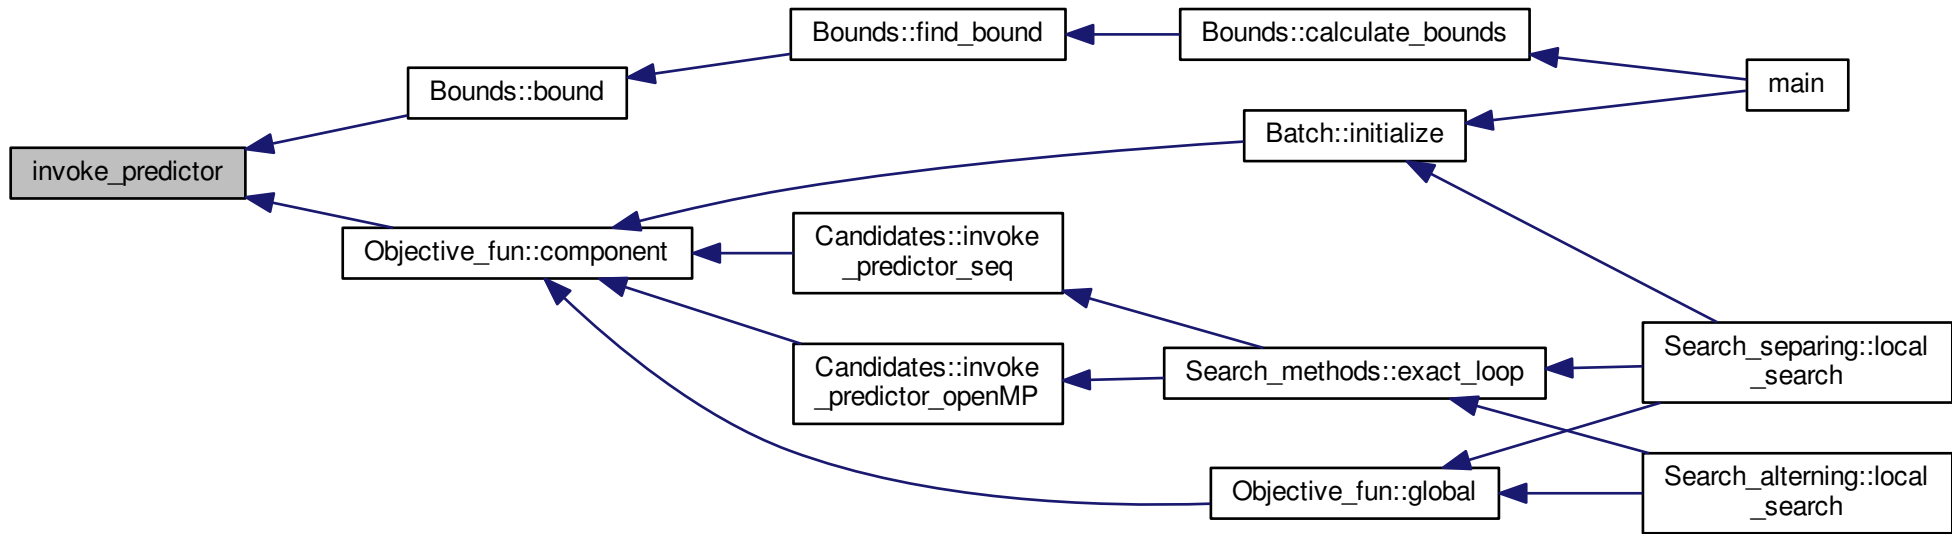 Bounds::find_bound
Bounds::calculate_bounds
Bounds::bound
main
Batch::initialize
invoke_predictor
Objective_fun::component
Candidates::invoke
_predictor_seq
Candidates::invoke
_predictor_openMP
Search_methods::exact_loop
Search_separing::local
_search
Objective_fun::global
Search_alterning::local
_search